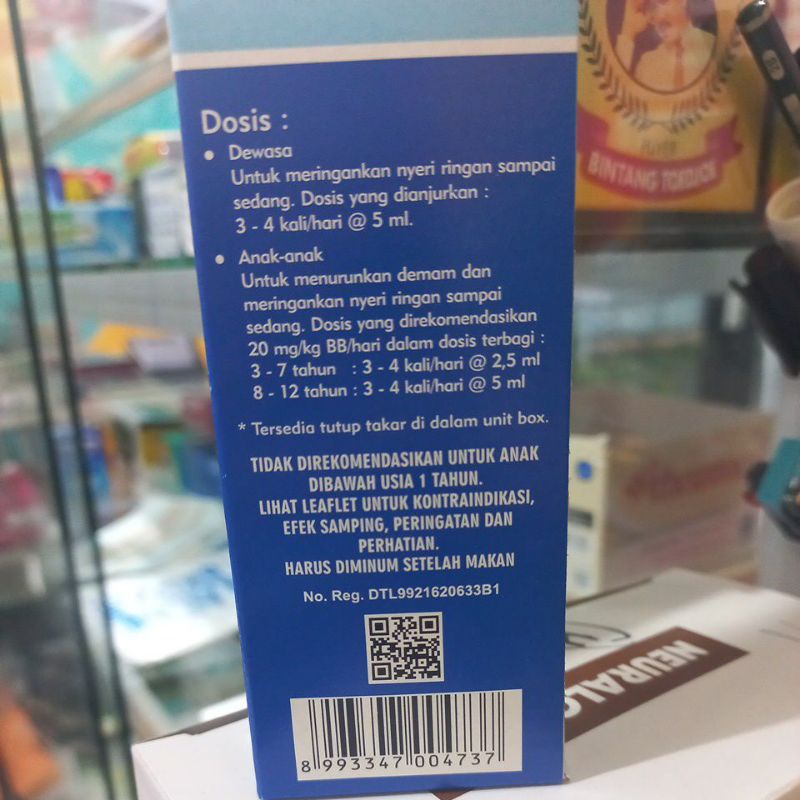 Dosis :
• Dewasa
Untuk meringankan nyeri ringan sampai
sedang. Dosis yang dianjurkan :
3 - 4 kali/hari @ 5 ml.
• Anak-anak
Untuk menurunkan demam dan
meringankan nyeri ringan sampai
sedang. Dosis yang direkomendasikan
20 mg/kg BB/hari dalam dosis terbagi :
3 - 7 tahun : 3 - 4 kali/hari @ 2,5 ml
8 - 12 tahun : 3 - 4 kali/hari @ 5 ml
* Tersedia tutup takar di dalam unit box.
TIDAK DIREKOMENDASIKAN UNTUK ANAK
DIBAWAH USIA 1 TAHUN.
LIHAT LEAFLET UNTUK KONTRAINDIKASI,
EFEK SAMPING, PERINGATAN DAN
PERHATIAN.
HARUS DIMINUM SETELAH MAKAN
No. Reg. DTL9921620633B1
8 993347 004737
BINTANG TOEDJOE
NEURALG